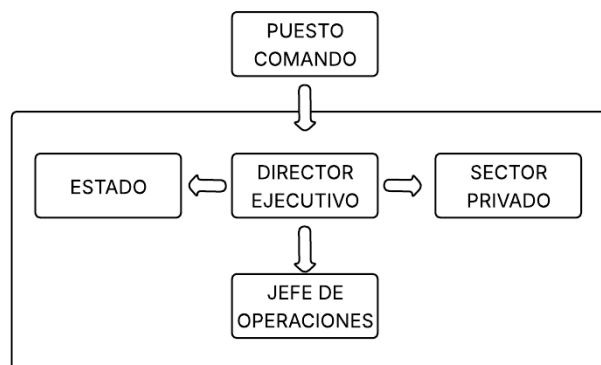 PUESTO
COMANDO
ESTADO
DIRECTOR
EJECUTIVO
SECTOR
PRIVADO
JEFE DE
OPERACIONES